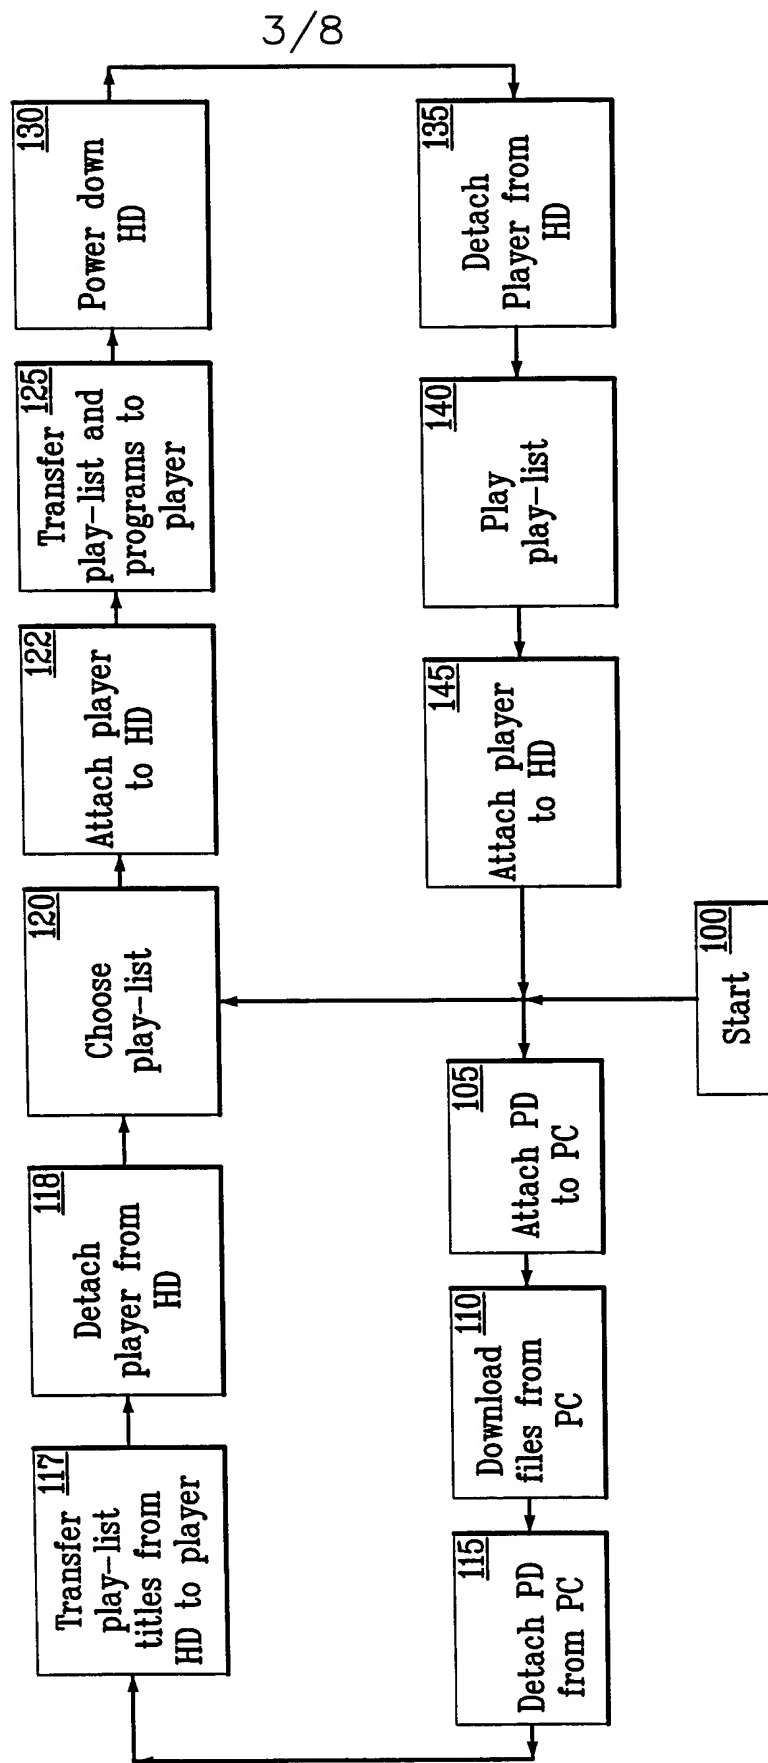 3/8
117
Transfer
play-list
titles from
HD to player
118
Detach
player from
HD
120
Choose
play-list
122
Attach player
to HD
125
Transfer
play-list and
programs to
player
130
Power down
HD
115
Detach PD
from PC
110
Download
files from
PC
105
Attach PD
to PC
145
Attach player
to HD
140
Play
play-list
135
Detach
Player from
HD
100
Start